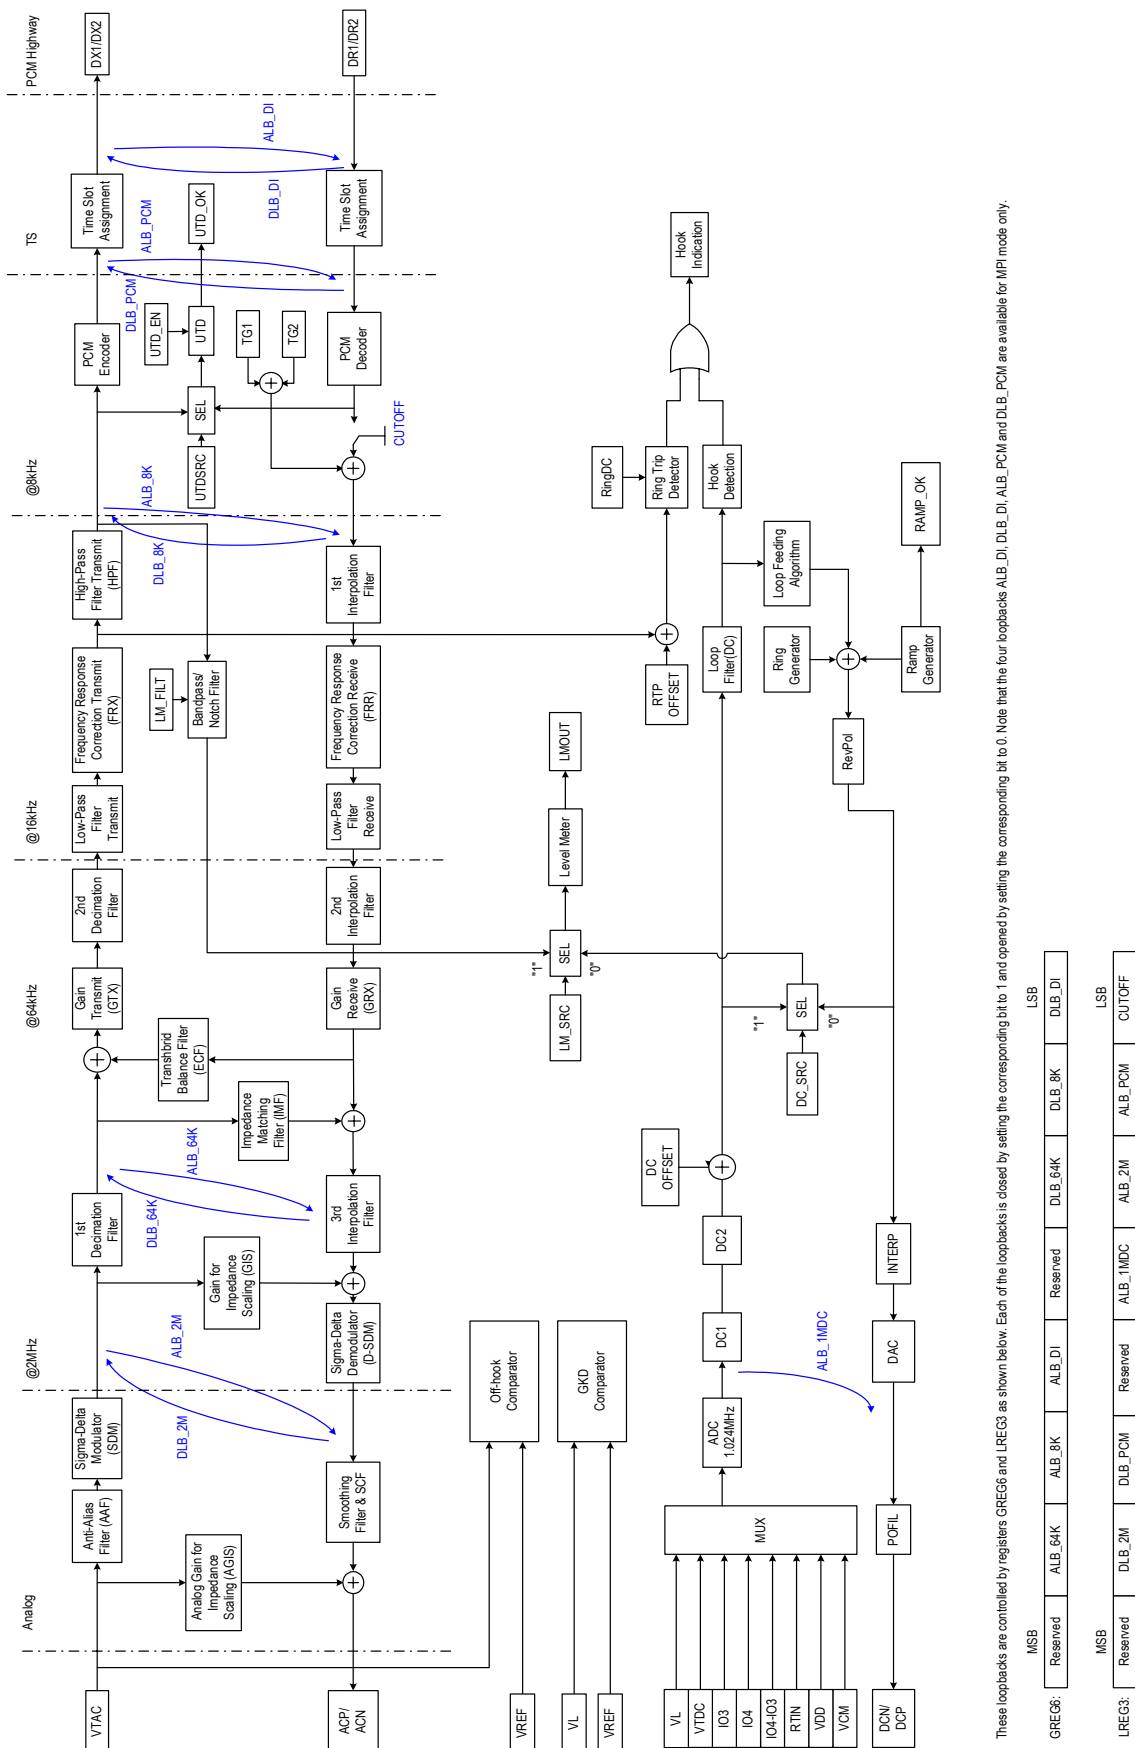 Analog
@2MHz
@64kHz
@16kHz
@8kHz
TS
PCM Highway
VTAC
Anti-Alias
Filter (AAF)
Sigma-Delta
Modulator
(SDM)
1st
Decimation
Filter
Gain
Transmit
(GTX)
2nd
Decimation
Filter
Low-Pass
Filter
Transmit
Frequency Response
Correction Transmit
(FRX)
High-Pass
Filter Transmit
(HPF)
PCM
Encoder
Time Slot
Assignment
DX1/DX2
Analog Gain for
Impedance
Scaling (AGIS)
DLB_2M
ALB_2M
Gain for
Impedance
Scaling (GIS)
DLB_64K
ALB_64K
Impedance
Matching
Filter (IMF)
Transhbrid
Balance Filter
(ECF)
LM_FILT
Bandpass/
Notch Filter
DLB_8K
ALB_8K
UTDSRC
SEL
UTD_EN
UTD
UTD_OK
TG1
TG2
DLB_PCM
ALB_PCM
DLB_DI
ALB_DI
ACP/
ACN
Smoothing
Filter & SCF
Sigma-Delta
Demodulator
(D-SDM)
3rd
Interpolation
Filter
Gain
Receive
(GRX)
2nd
Interpolation
Filter
Low-Pass
Filter
Receive
Frequency Response
Correction Receive
(FRR)
1st
Interpolation
Filter
CUTOFF
PCM
Decoder
Time Slot
Assignment
DR1/DR2
VREF
Off-hook
Comparator
VL
VREF
GKD
Comparator
LM_SRC
"1"
SEL
"0"
Level Meter
LMOUT
RTP
OFFSET
RingDC
Ring Trip
Detector
Hook
Indication
VL
VTDC
IO3
IO4
IO4-IO3
RTIN
VDD
VCM
MUX
ADC
1.024MHz
DC1
DC2
DC
OFFSET
Loop
Filter(DC)
Hook
Detection
ALB_1MDC
DC_SRC
"1"
SEL
"0"
Ring
Generator
Loop Feeding
Algorithm
Ramp
Generator
RAMP_OK
RevPol
DCN/
DCP
POFIL
DAC
INTERP
These loopbacks are controlled by registers GREG6 and LREG3 as shown below. Each of the loopbacks is closed by setting the corresponding bit to 1 and opened by setting the corresponding bit to 0. Note that the four loopbacks ALB_DI, DLB_DI, ALB_PCM and DLB_PCM are available for MPI mode only.
MSB LSB
GREG6: Reserved ALB_64K ALB_8K ALB_DI Reserved DLB_64K DLB_8K DLB_DI
MSB LSB
LREG3: Reserved DLB_2M DLB_PCM Reserved ALB_1MDC ALB_2M ALB_PCM CUTOFF